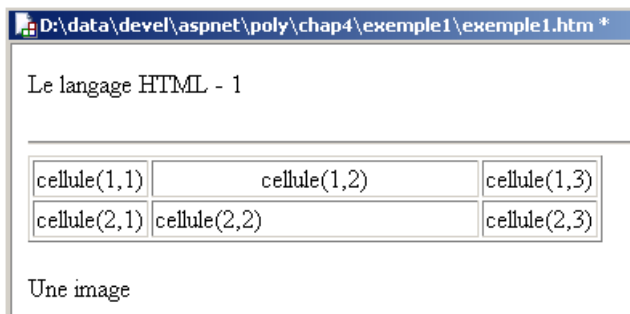 D:\data\devel\aspnet\poly\chap4\exemple1\exemple1.htm *
Le langage HTML - 1
cellule(1,1) cellule(1,2) cellule(1,3)
cellule(2,1) cellule(2,2) cellule(2,3)
Une image